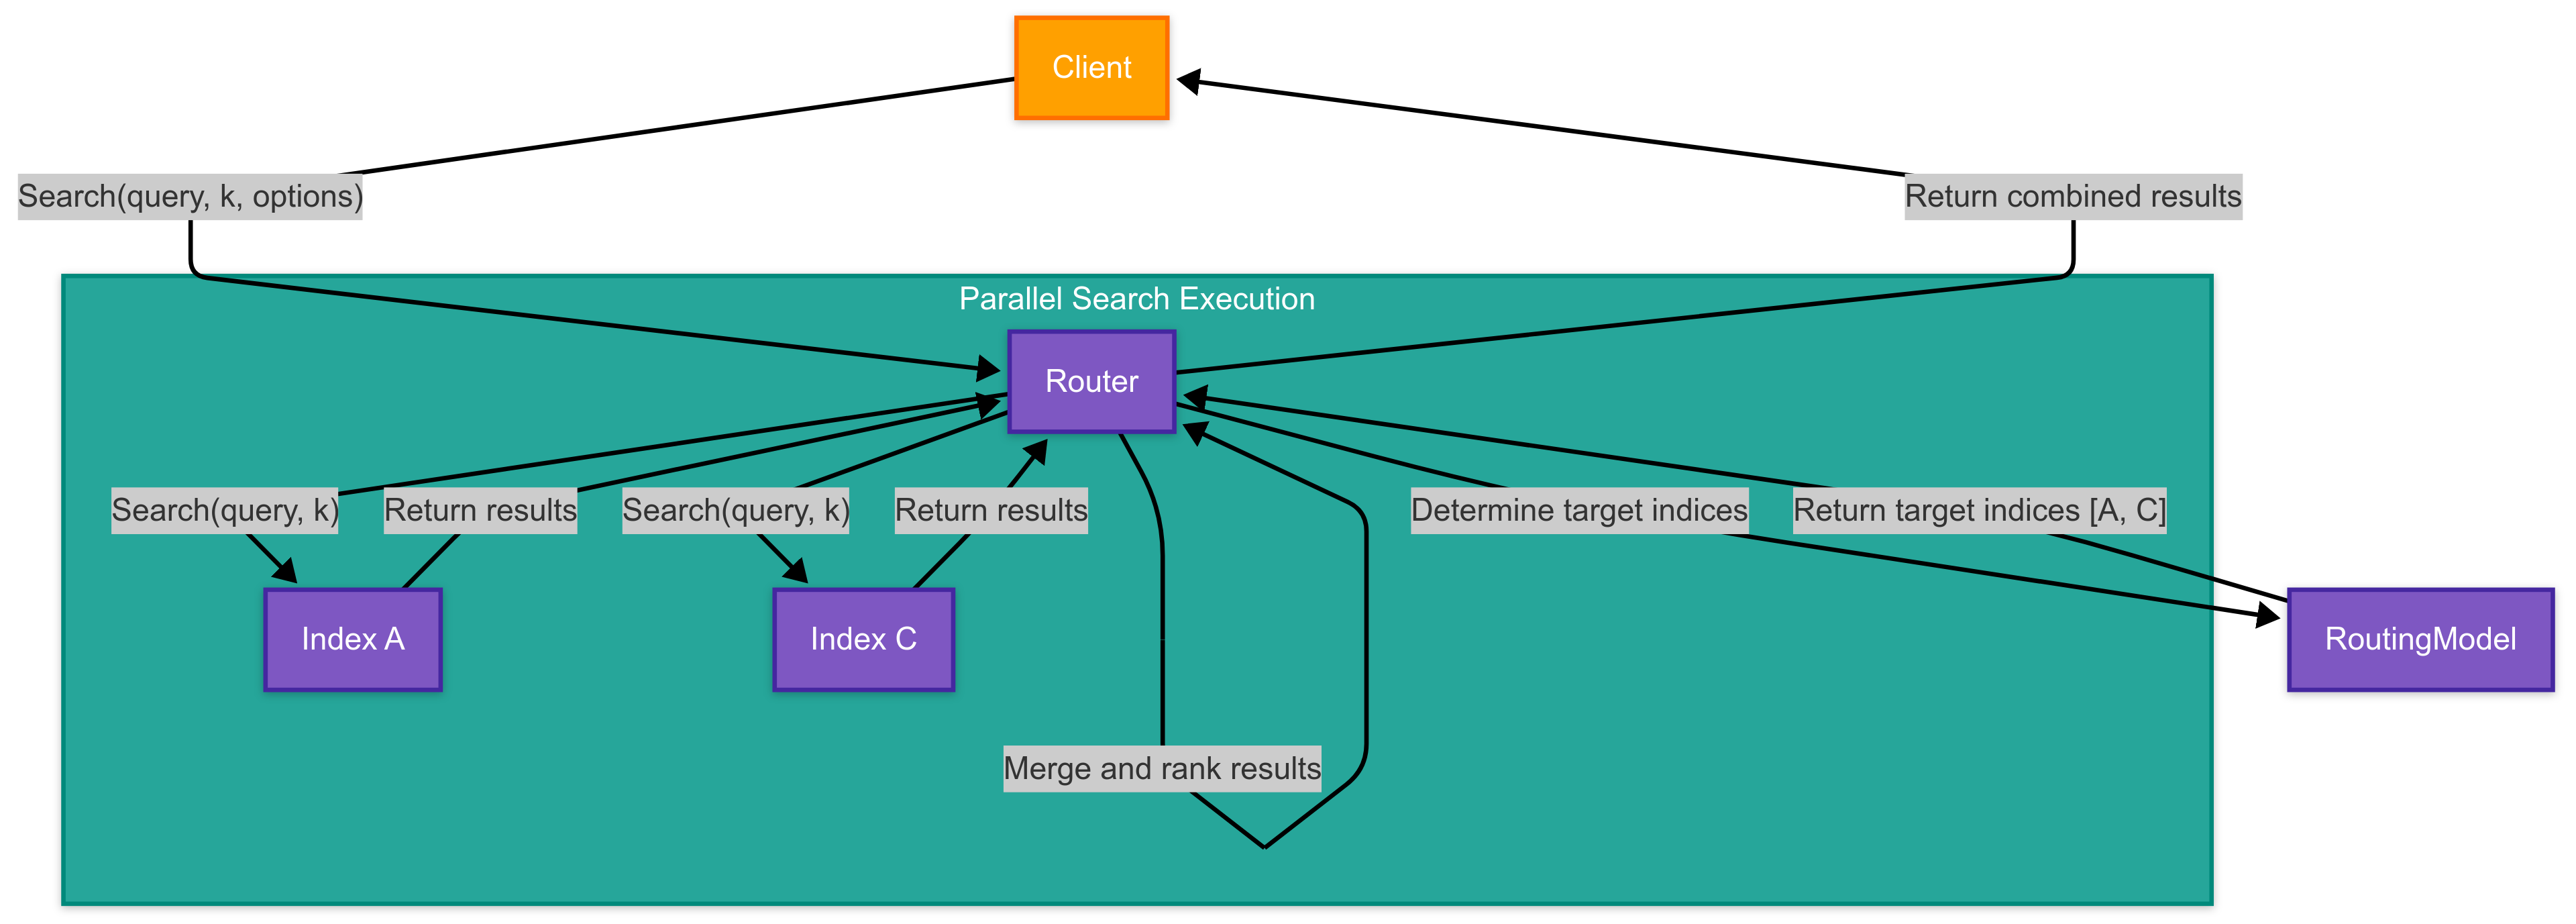 Client
Search(query, k, options)
Return combined results
Parallel Search Execution
Router
Search(query, k)
Return results
Search(query, k)
Return results
Determine target indices
Return target indices [A, C]
Index A
Index C
RoutingModel
Merge and rank results